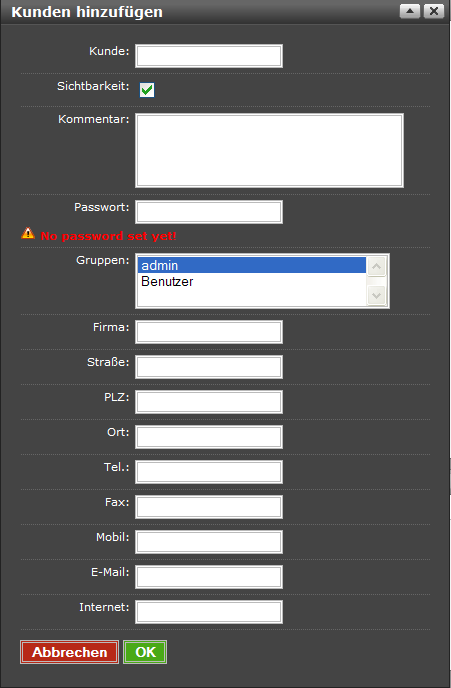 Kunden hinzufügen
Kunde:
Sichtbarkeit:
Kommentar:
Passwort:
No password set yet!
Gruppen:
admin
Benutzer
Firma:
Straße:
PLZ:
Ort:
Tel.:
Fax:
Mobil:
E-Mail:
Internet:
Abbrechen OK